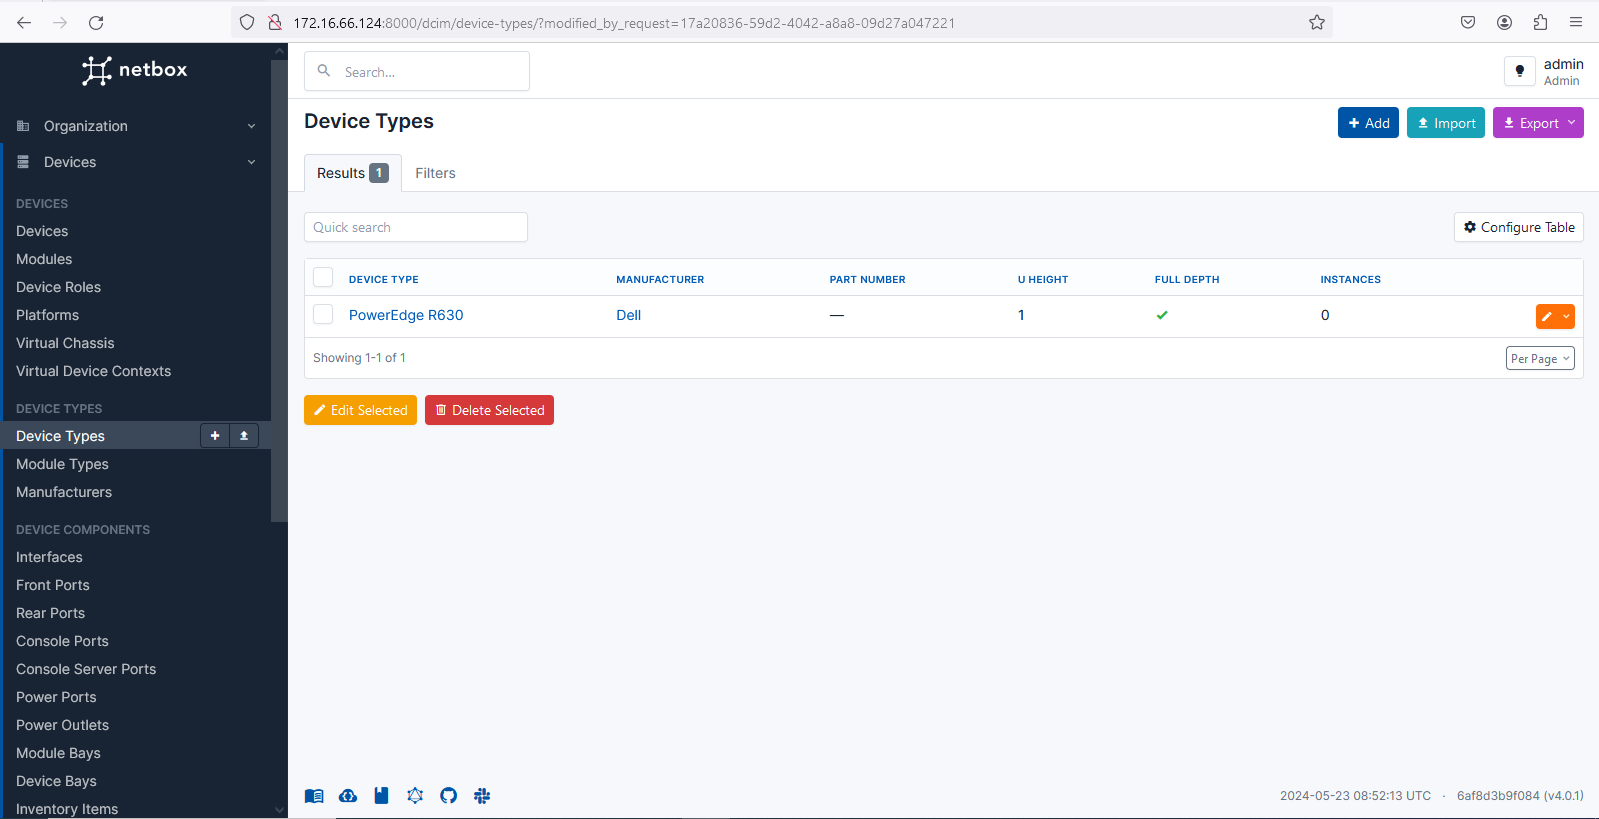 172.16.66.124:8000/dcim/device-types/?modified_by_request=17a20836-59d2-4042-a8a8-09d27a047221
netbox
Search...
admin
Admin
Organization
Devices
DEVICES
Devices
Modules
Device Roles
Platforms
Virtual Chassis
Virtual Device Contexts
DEVICE TYPES
Device Types
Module Types
Manufacturers
DEVICE COMPONENTS
Interfaces
Front Ports
Rear Ports
Console Ports
Console Server Ports
Power Ports
Power Outlets
Module Bays
Device Bays
Inventory Items
Device Types
Add Import Export
Results 1 Filters
Quick search
Configure Table
DEVICE TYPE MANUFACTURER PART NUMBER U HEIGHT FULL DEPTH INSTANCES
PowerEdge R630 Dell — 1 0
Showing 1-1 of 1
Per Page
Edit Selected Delete Selected
2024-05-23 08:52:13 UTC · 6af8d3b9f084 (v4.0.1)